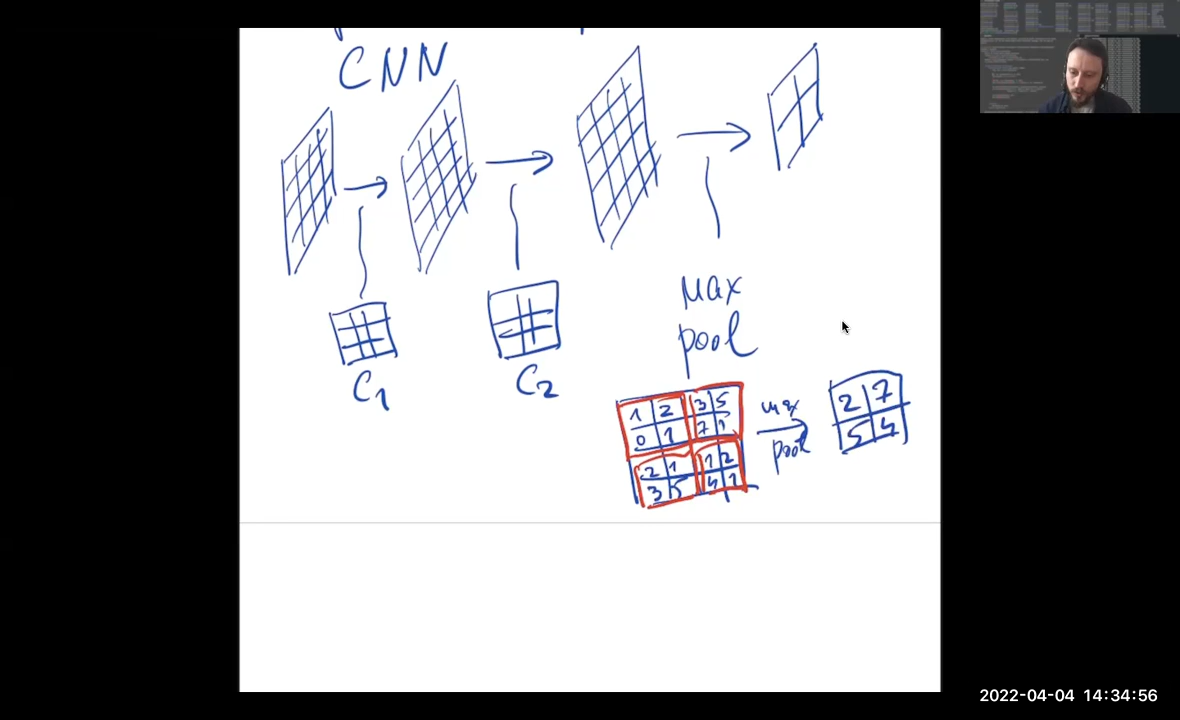 CNN
C1
C2
max
pool
1 2 3 5
0 1 7 1
2 1 1 2
3 5 4 1
max
pool
2 7
5 4
2022-04-04 14:34:56